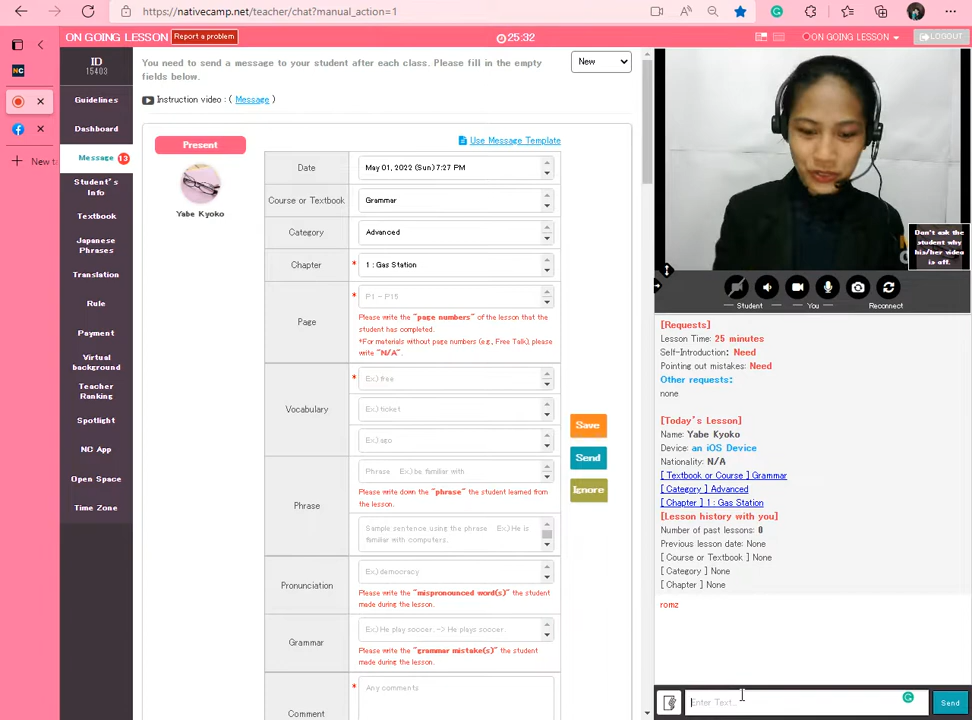 https://nativecamp.net/teacher/chat?manual_action=1
ON GOING LESSON Report a problem 25:32 ON GOING LESSON LOGOUT
ID
15403
Guidelines
Dashboard
Message 13
Student's
Info
Textbook
Japanese
Phrases
Translation
Rule
Payment
Virtual
background
Teacher
Ranking
Spotlight
NC App
Open Space
Time Zone
NC
New t
You need to send a message to your student after each class. Please fill in the empty
fields below.
New
Instruction video : ( Message )
Present
Yabe Kyoko
Use Message Template
Date May 01, 2022 (Sun) 7:27 PM
Course or Textbook Grammar
Category Advanced
Chapter * 1 : Gas Station
Page * P1 - P15
Please write the "page numbers" of the lesson that the
student has completed.
*For materials without page numbers (e.g., Free Talk), please
write "N/A".
Vocabulary * Ex.) free
Ex.) ticket
Ex.) ago
Phrase Phrase Ex.) be familiar with
Please write down the "phrase" the student learned from
the lesson.
Sample sentence using the phrase Ex.) He is
familiar with computers.
Pronunciation Ex.) democracy
Please write the "mispronounced word(s)" the student
made during the lesson.
Grammar Ex.) He play soccer. -> He plays soccer.
Please write the "grammar mistake(s)" the student
made during the lesson.
Comment * Any comments
Save
Send
Ignore
Don't ask the
student why
his/her video
is off.
Student You Reconnect
[Requests]
Lesson Time: 25 minutes
Self-Introduction: Need
Pointing out mistakes: Need
Other requests:
none
[Today's Lesson]
Name: Yabe Kyoko
Device: an iOS Device
Nationality: N/A
[ Textbook or Course ] Grammar
[ Category ] Advanced
[ Chapter ] 1 : Gas Station
[Lesson history with you]
Number of past lessons: 0
Previous lesson date: None
[ Course or Textbook ] None
[ Category ] None
[ Chapter ] None
romz
Enter Text...
Send